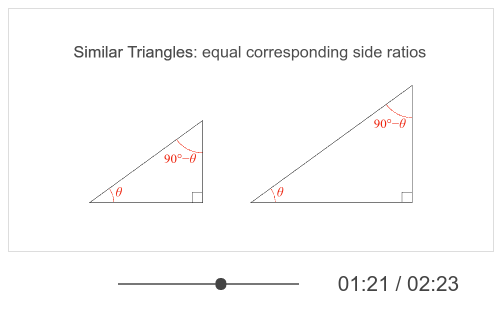 Similar Triangles: equal corresponding side ratios
90°−θ
θ
90°−θ
θ
01:21 / 02:23